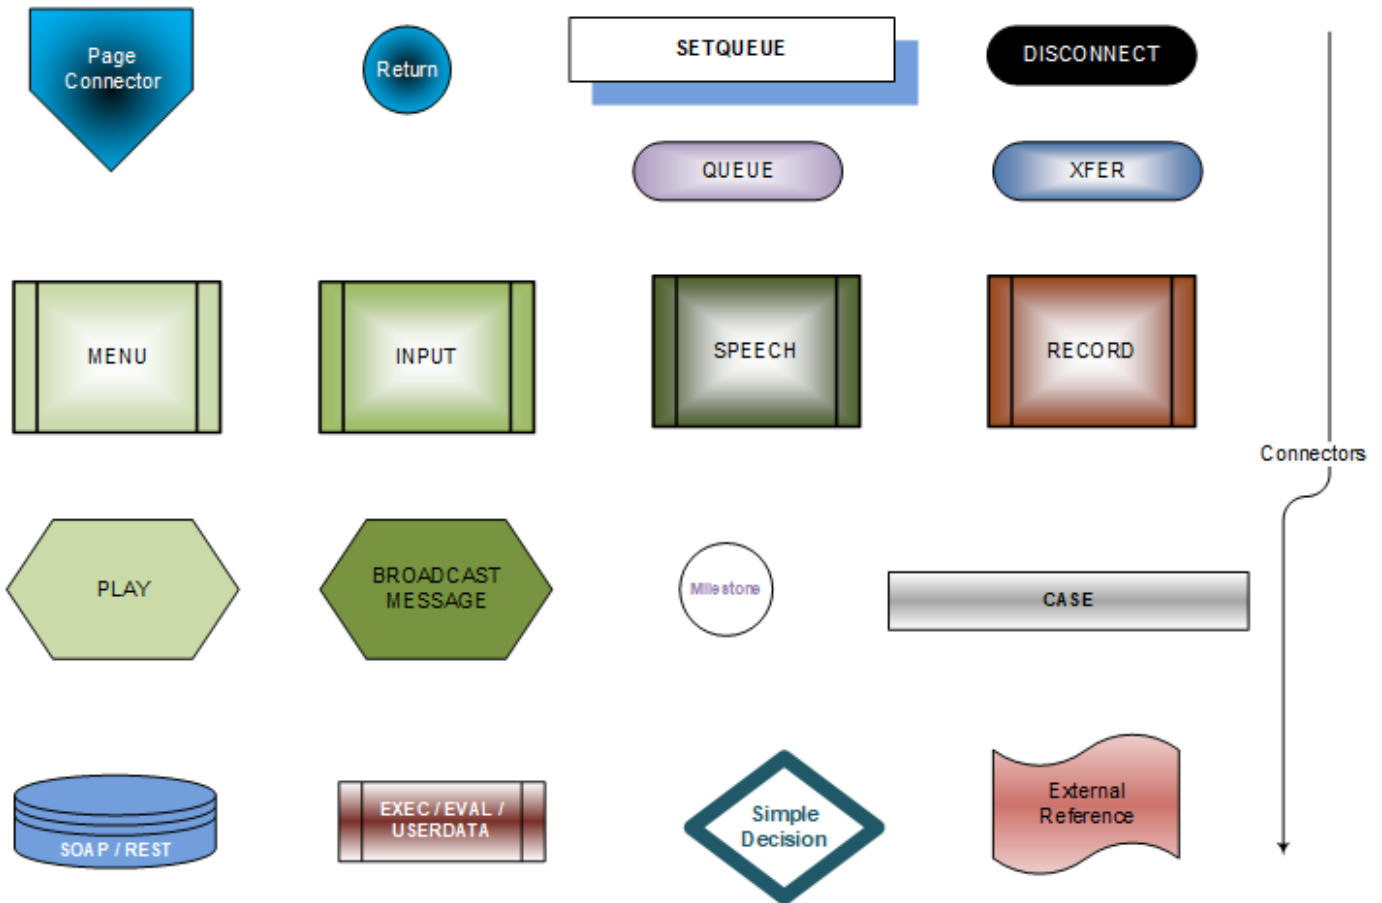 Page
Connector
Return
SETQUEUE
DISCONNECT
QUEUE
XFER
MENU
INPUT
SPEECH
RECORD
Connectors
PLAY
BROADCAST
MESSAGE
Milestone
CASE
SOAP / REST
EXEC / EVAL /
USERDATA
Simple
Decision
External
Reference